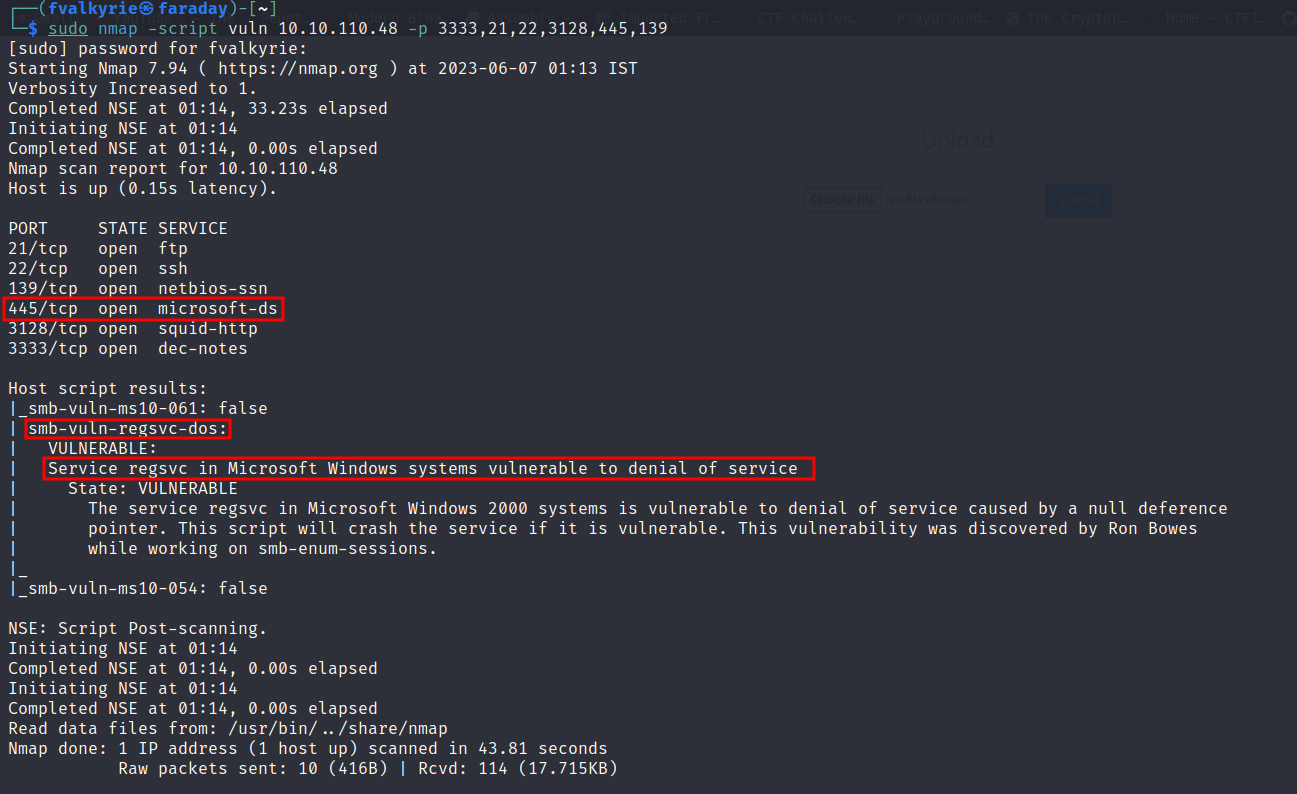 ┌──(fvalkyrie㉿faraday)-[~]
└─$ sudo nmap -script vuln 10.10.110.48 -p 3333,21,22,3128,445,139
[sudo] password for fvalkyrie:
Starting Nmap 7.94 ( https://nmap.org ) at 2023-06-07 01:13 IST
Verbosity Increased to 1.
Completed NSE at 01:14, 33.23s elapsed
Initiating NSE at 01:14
Completed NSE at 01:14, 0.00s elapsed
Nmap scan report for 10.10.110.48
Host is up (0.15s latency).
Upload
Choose file No file chosen Submit
PORT     STATE SERVICE
21/tcp   open  ftp
22/tcp   open  ssh
139/tcp  open  netbios-ssn
445/tcp  open  microsoft-ds
3128/tcp open  squid-http
3333/tcp open  dec-notes
Host script results:
|_smb-vuln-ms10-061: false
| smb-vuln-regsvc-dos:
|   VULNERABLE:
|   Service regsvc in Microsoft Windows systems vulnerable to denial of service
|     State: VULNERABLE
|       The service regsvc in Microsoft Windows 2000 systems is vulnerable to denial of service caused by a null deference
|       pointer. This script will crash the service if it is vulnerable. This vulnerability was discovered by Ron Bowes
|       while working on smb-enum-sessions.
|_
|_smb-vuln-ms10-054: false
NSE: Script Post-scanning.
Initiating NSE at 01:14
Completed NSE at 01:14, 0.00s elapsed
Initiating NSE at 01:14
Completed NSE at 01:14, 0.00s elapsed
Read data files from: /usr/bin/../share/nmap
Nmap done: 1 IP address (1 host up) scanned in 43.81 seconds
           Raw packets sent: 10 (416B) | Rcvd: 114 (17.715KB)